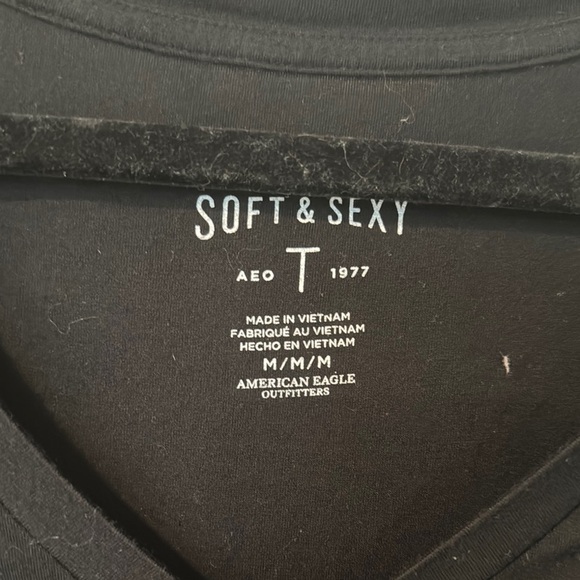 SOFT & SEXY
AEO T 1977
MADE IN VIETNAM
FABRIQUÉ AU VIETNAM
HECHO EN VIETNAM
M/M/M
AMERICAN EAGLE
OUTFITTERS